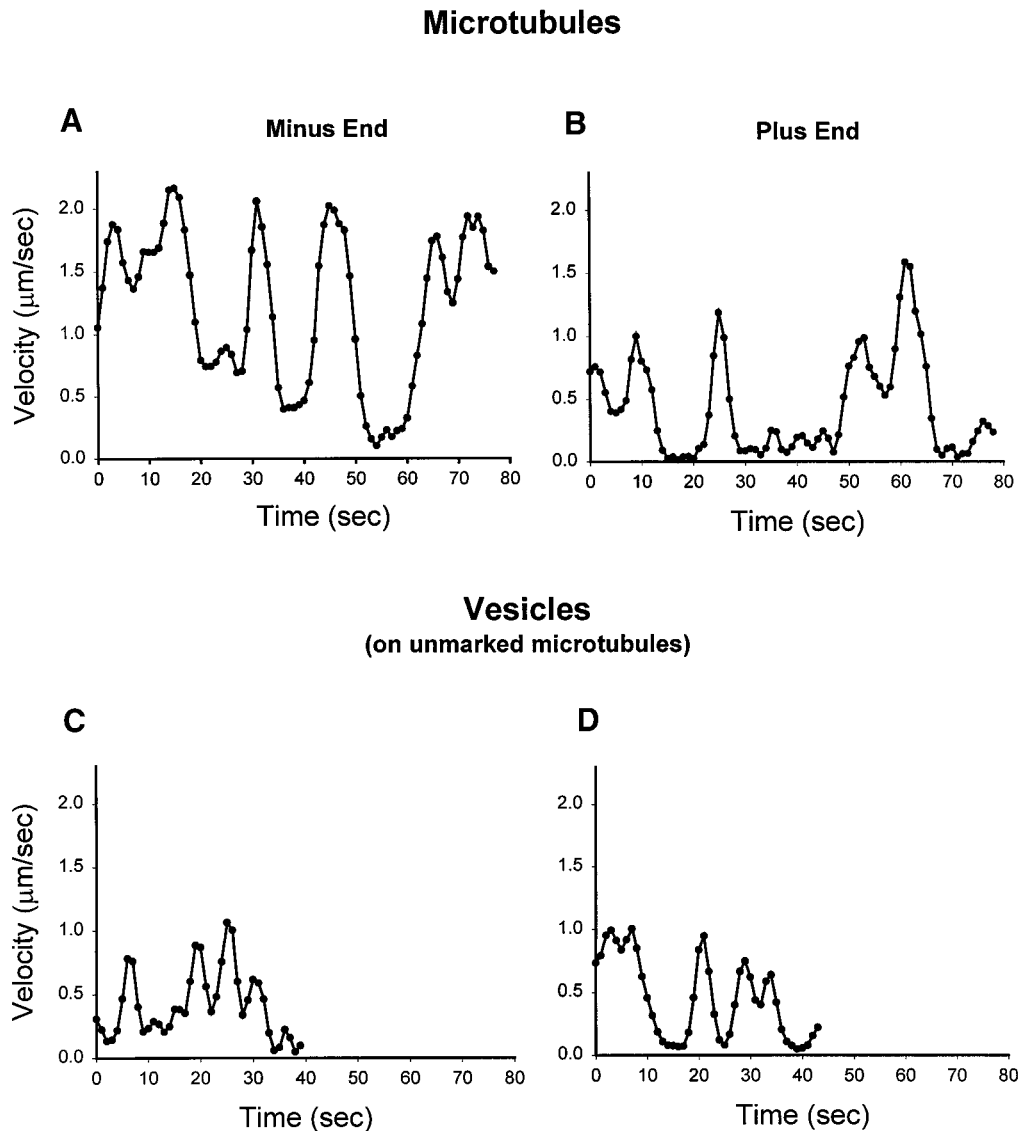 Microtubules
A
Minus End
Velocity (μm/sec)
2.0
1.5
1.0
0.5
0.0
0 10 20 30 40 50 60 70 80
Time (sec)
B
Plus End
2.0
1.5
1.0
0.5
0.0
0 10 20 30 40 50 60 70 80
Time (sec)
Vesicles
(on unmarked microtubules)
C
Velocity (μm/sec)
2.0
1.5
1.0
0.5
0.0
0 10 20 30 40 50 60 70 80
Time (sec)
D
2.0
1.5
1.0
0.5
0.0
0 10 20 30 40 50 60 70 80
Time (sec)